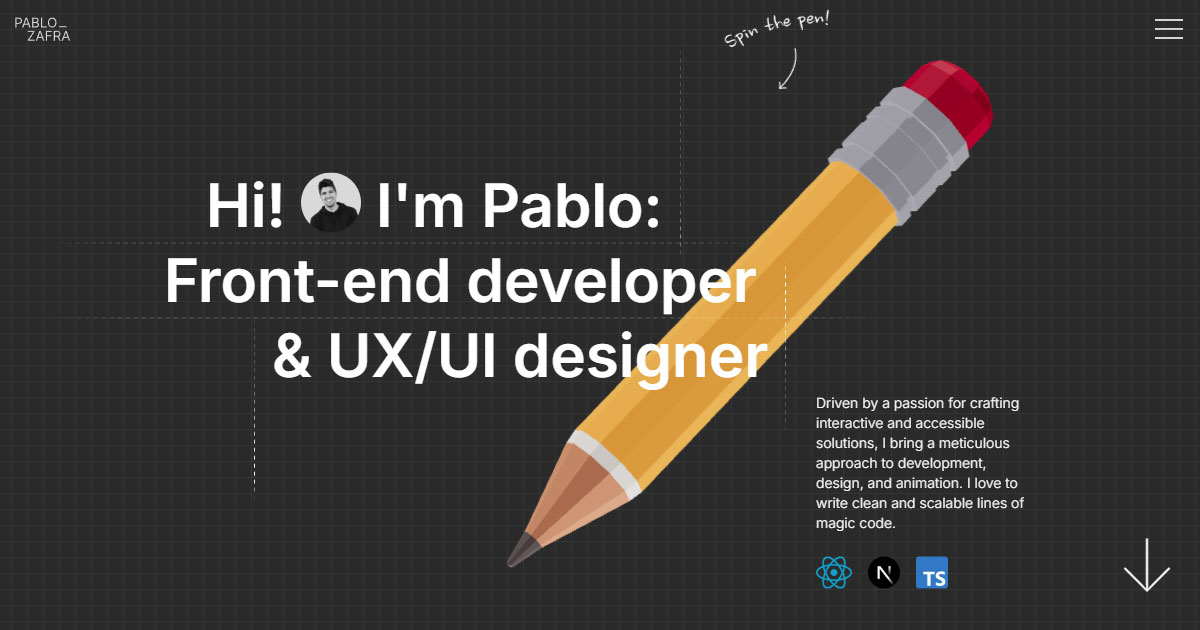 PABLO_
ZAFRA
Spin the pen!
Hi! I'm Pablo:
Front-end developer
& UX/UI designer
Driven by a passion for crafting
interactive and accessible
solutions, I bring a meticulous
approach to development,
design, and animation. I love to
write clean and scalable lines of
magic code.
N
TS